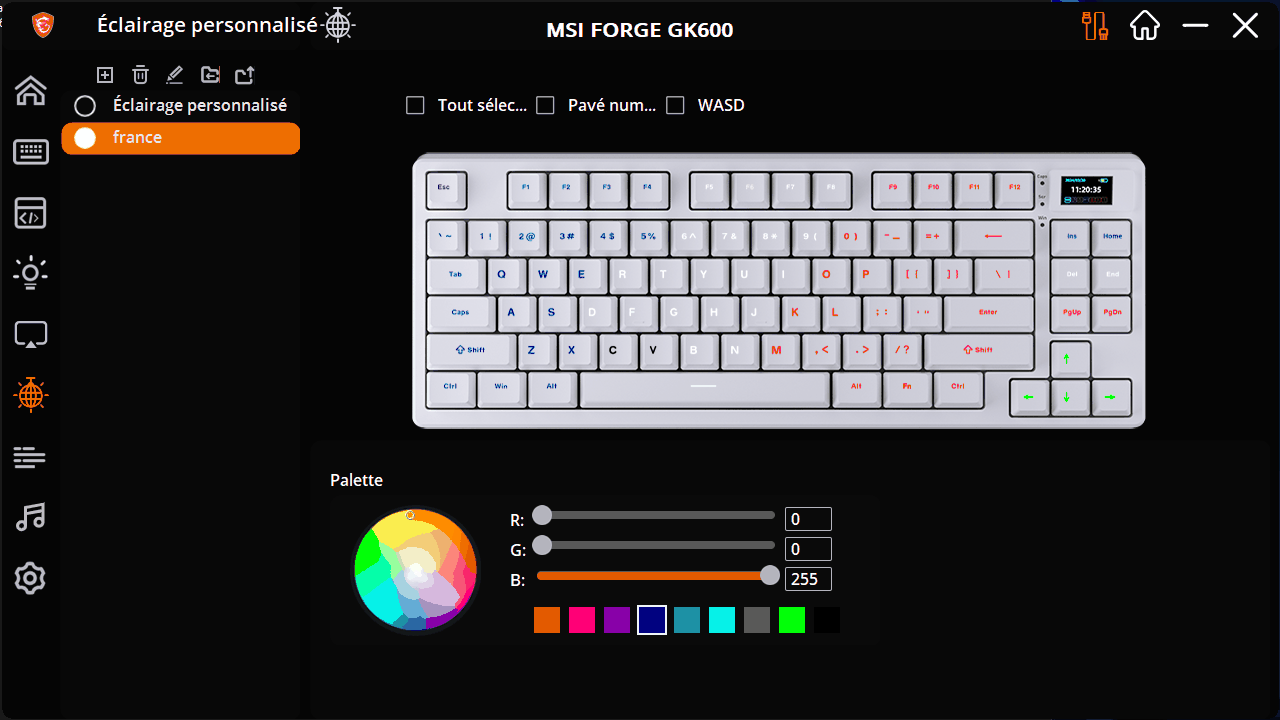 Éclairage personnalisé
MSI FORGE GK600
Éclairage personnalisé
france
Tout sélec... Pavé num... WASD
Esc F1 F2 F3 F4 F5 F6 F7 F8 F9 F10 F11 F12
Caps
11:20:35
Win
` ~ 1 ! 2 @ 3 # 4 $ 5 % 6 ^ 7 & 8 * 9 ( 0 ) - _ = + ← Ins Home
Tab Q W E R T Y U I O P [ { ] } \ | Del End
Caps A S D F G H J K L ; : ' " Enter PgUp PgDn
Shift Z X C V B N M , < . > / ? Shift ↑
Ctrl Win Alt Alt Fn Ctrl ← ↓ →
Palette
R: 0
G: 0
B: 255